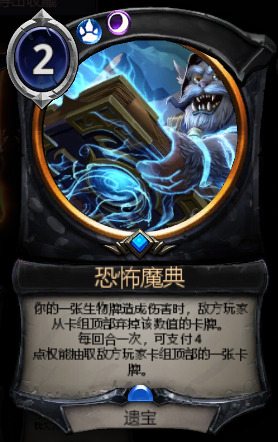 2
恐怖魔典
你的一张生物牌造成伤害时，敌方玩家
从卡组顶部弃掉该数值的卡牌。
每回合一次，可支付4
点权能抽取敌方玩家卡组顶部的一张卡
牌。
遗宝